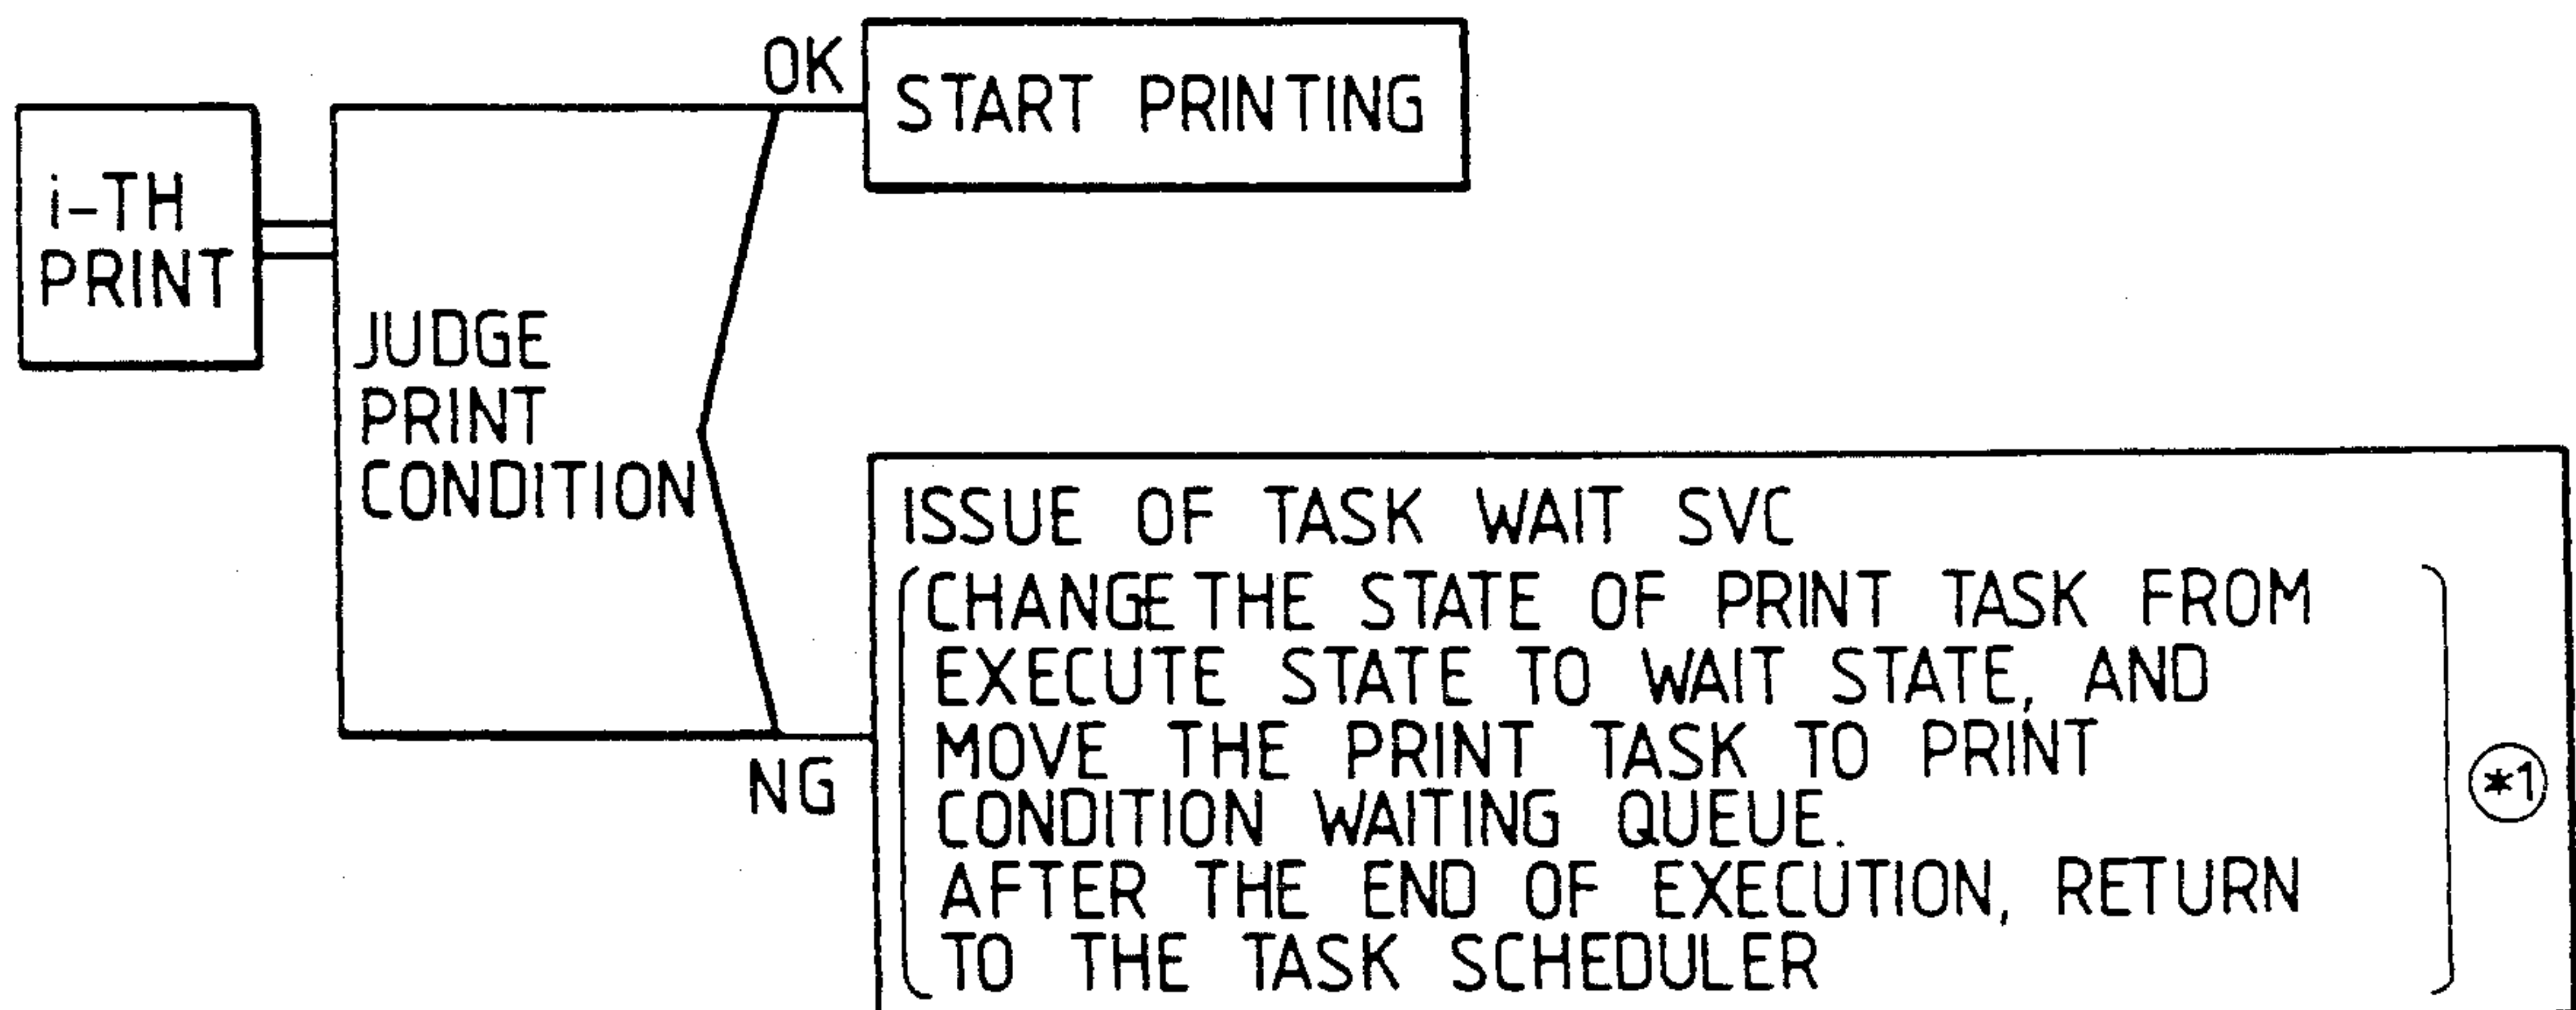 OK
START PRINTING
i-TH
PRINT
JUDGE
PRINT
CONDITION
NG
ISSUE OF TASK WAIT SVC
CHANGE THE STATE OF PRINT TASK FROM
EXECUTE STATE TO WAIT STATE, AND
MOVE THE PRINT TASK TO PRINT
CONDITION WAITING QUEUE.
AFTER THE END OF EXECUTION, RETURN
TO THE TASK SCHEDULER
*1